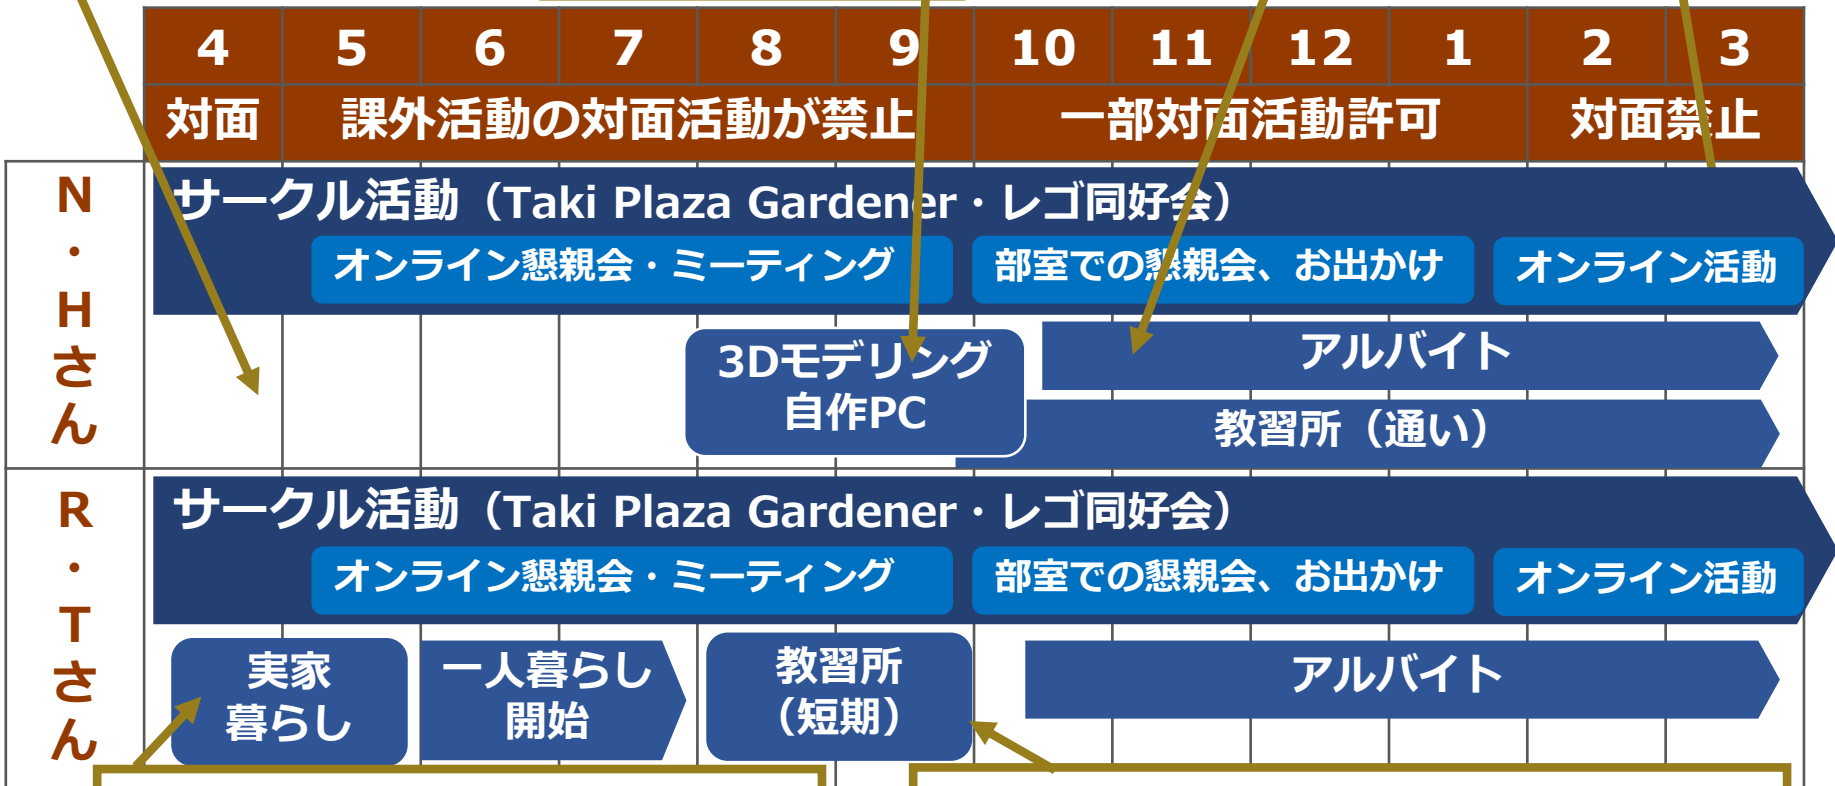 4 5 6 7 8 9 10 11 12 1 2 3
対面 課外活動の対面活動が禁止 一部対面活動許可 対面禁止
N・Hさん
サークル活動（Taki Plaza Gardener・レゴ同好会）
オンライン懇親会・ミーティング 部室での懇親会、お出かけ オンライン活動
3Dモデリング
自作PC
アルバイト
教習所（通い）
R・Tさん
サークル活動（Taki Plaza Gardener・レゴ同好会）
オンライン懇親会・ミーティング 部室での懇親会、お出かけ オンライン活動
実家
暮らし
一人暮らし
開始
教習所
（短期）
アルバイト